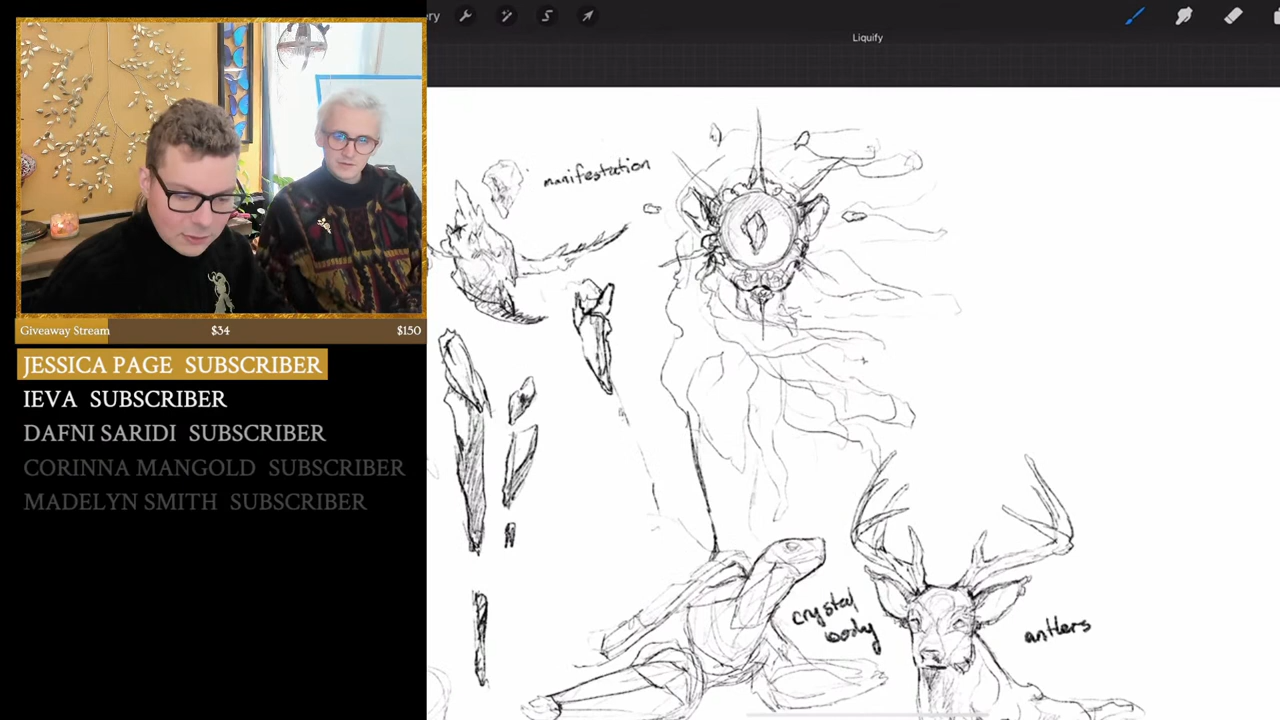 ry
Liquify
manifestation
Giveaway Stream $34 $150
JESSICA PAGE SUBSCRIBER
IEVA SUBSCRIBER
DAFNI SARIDI SUBSCRIBER
CORINNA MANGOLD SUBSCRIBER
MADELYN SMITH SUBSCRIBER
crystal
body
antlers